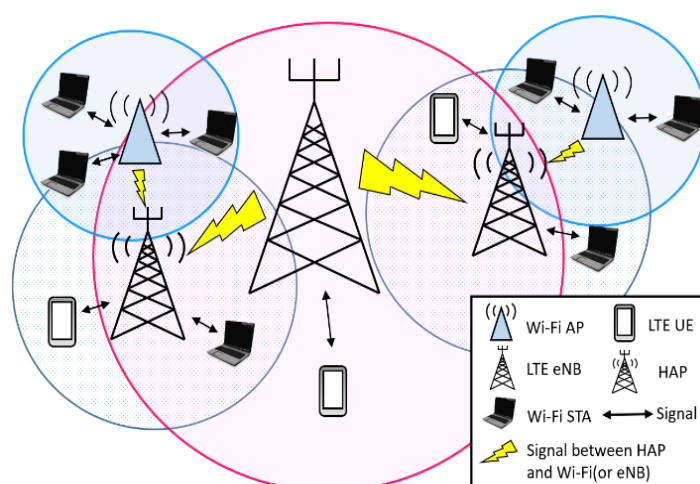 Wi-Fi AP
LTE UE
LTE eNB
HAP
Wi-Fi STA
Signal
Signal between HAP
and Wi-Fi(or eNB)